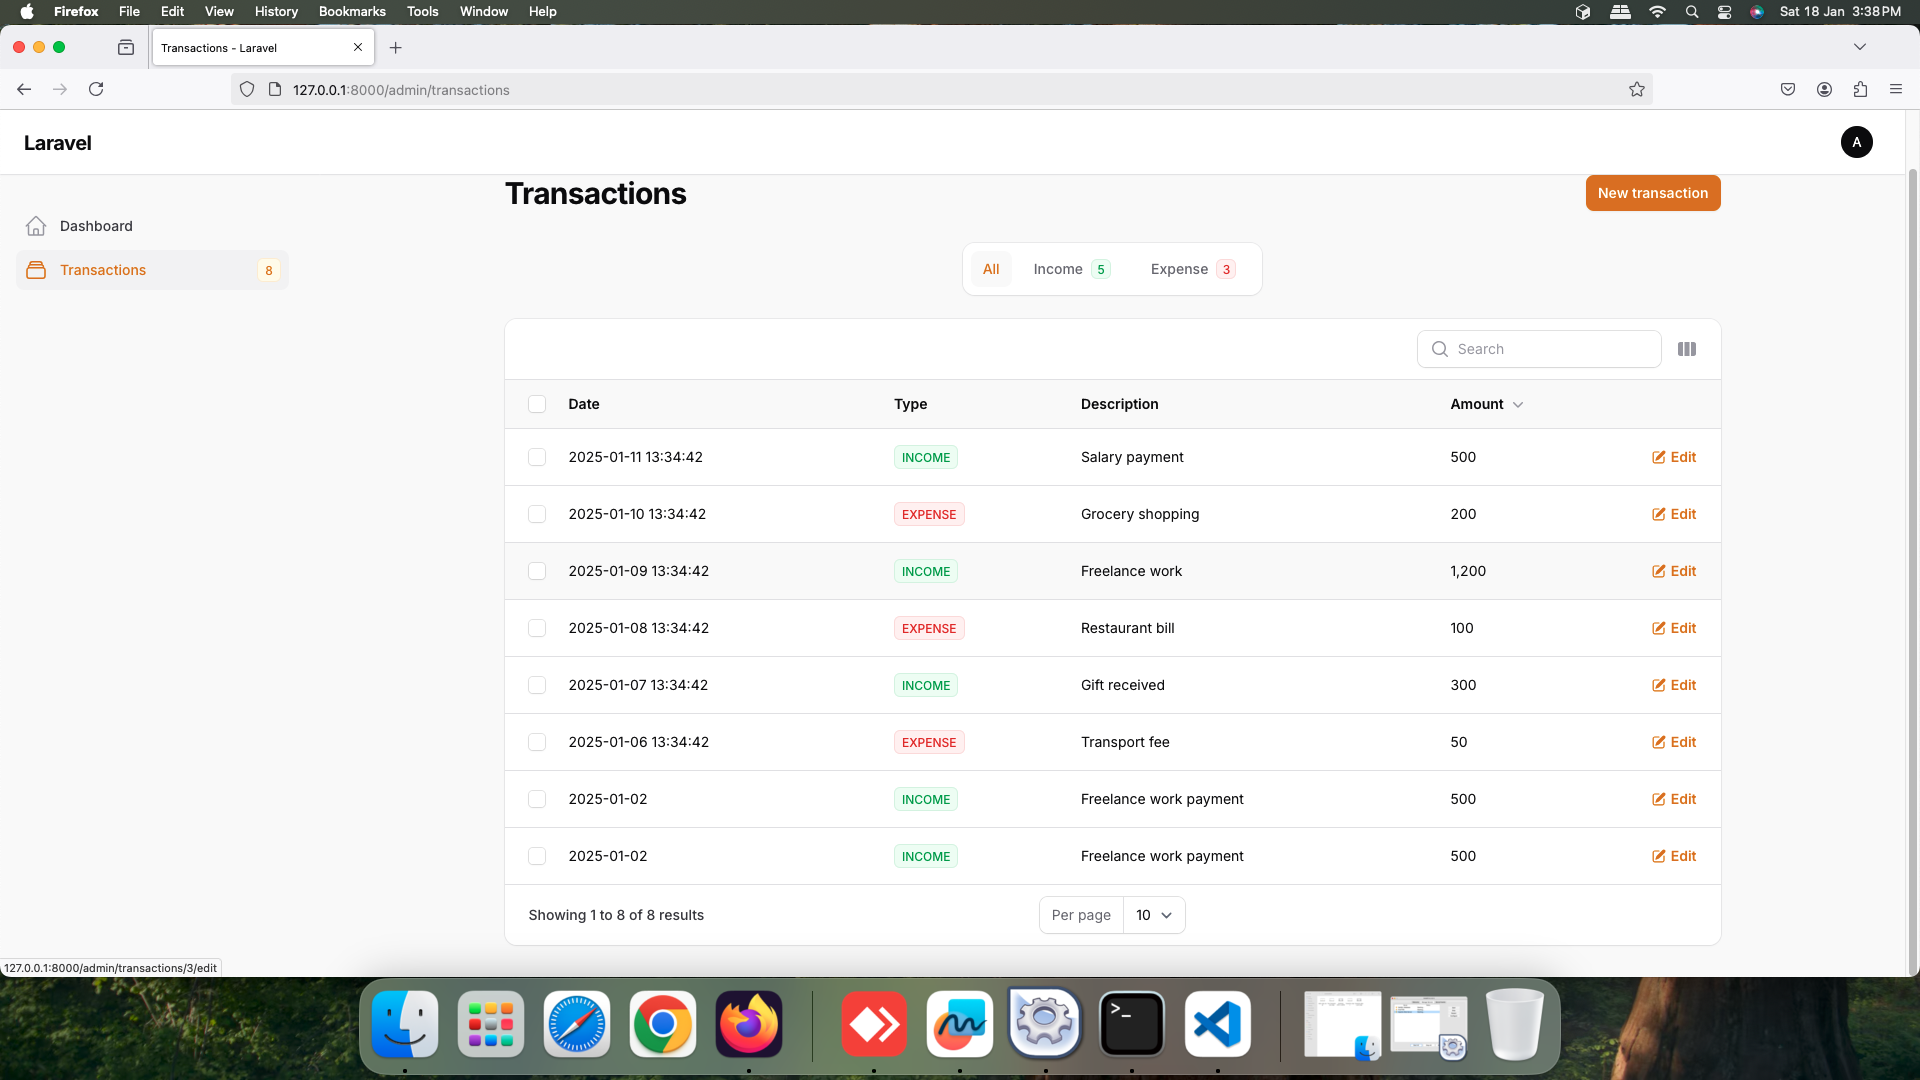 Firefox File Edit View History Bookmarks Tools Window Help Sat 18 Jan 3:38 PM
Transactions - Laravel
127.0.0.1:8000/admin/transactions
Laravel A
Transactions New transaction
Dashboard
Transactions 8
All Income 5 Expense 3
Search
Date Type Description Amount
2025-01-11 13:34:42 INCOME Salary payment 500 Edit
2025-01-10 13:34:42 EXPENSE Grocery shopping 200 Edit
2025-01-09 13:34:42 INCOME Freelance work 1,200 Edit
2025-01-08 13:34:42 EXPENSE Restaurant bill 100 Edit
2025-01-07 13:34:42 INCOME Gift received 300 Edit
2025-01-06 13:34:42 EXPENSE Transport fee 50 Edit
2025-01-02 INCOME Freelance work payment 500 Edit
2025-01-02 INCOME Freelance work payment 500 Edit
Showing 1 to 8 of 8 results Per page 10
127.0.0.1:8000/admin/transactions/3/edit
>_